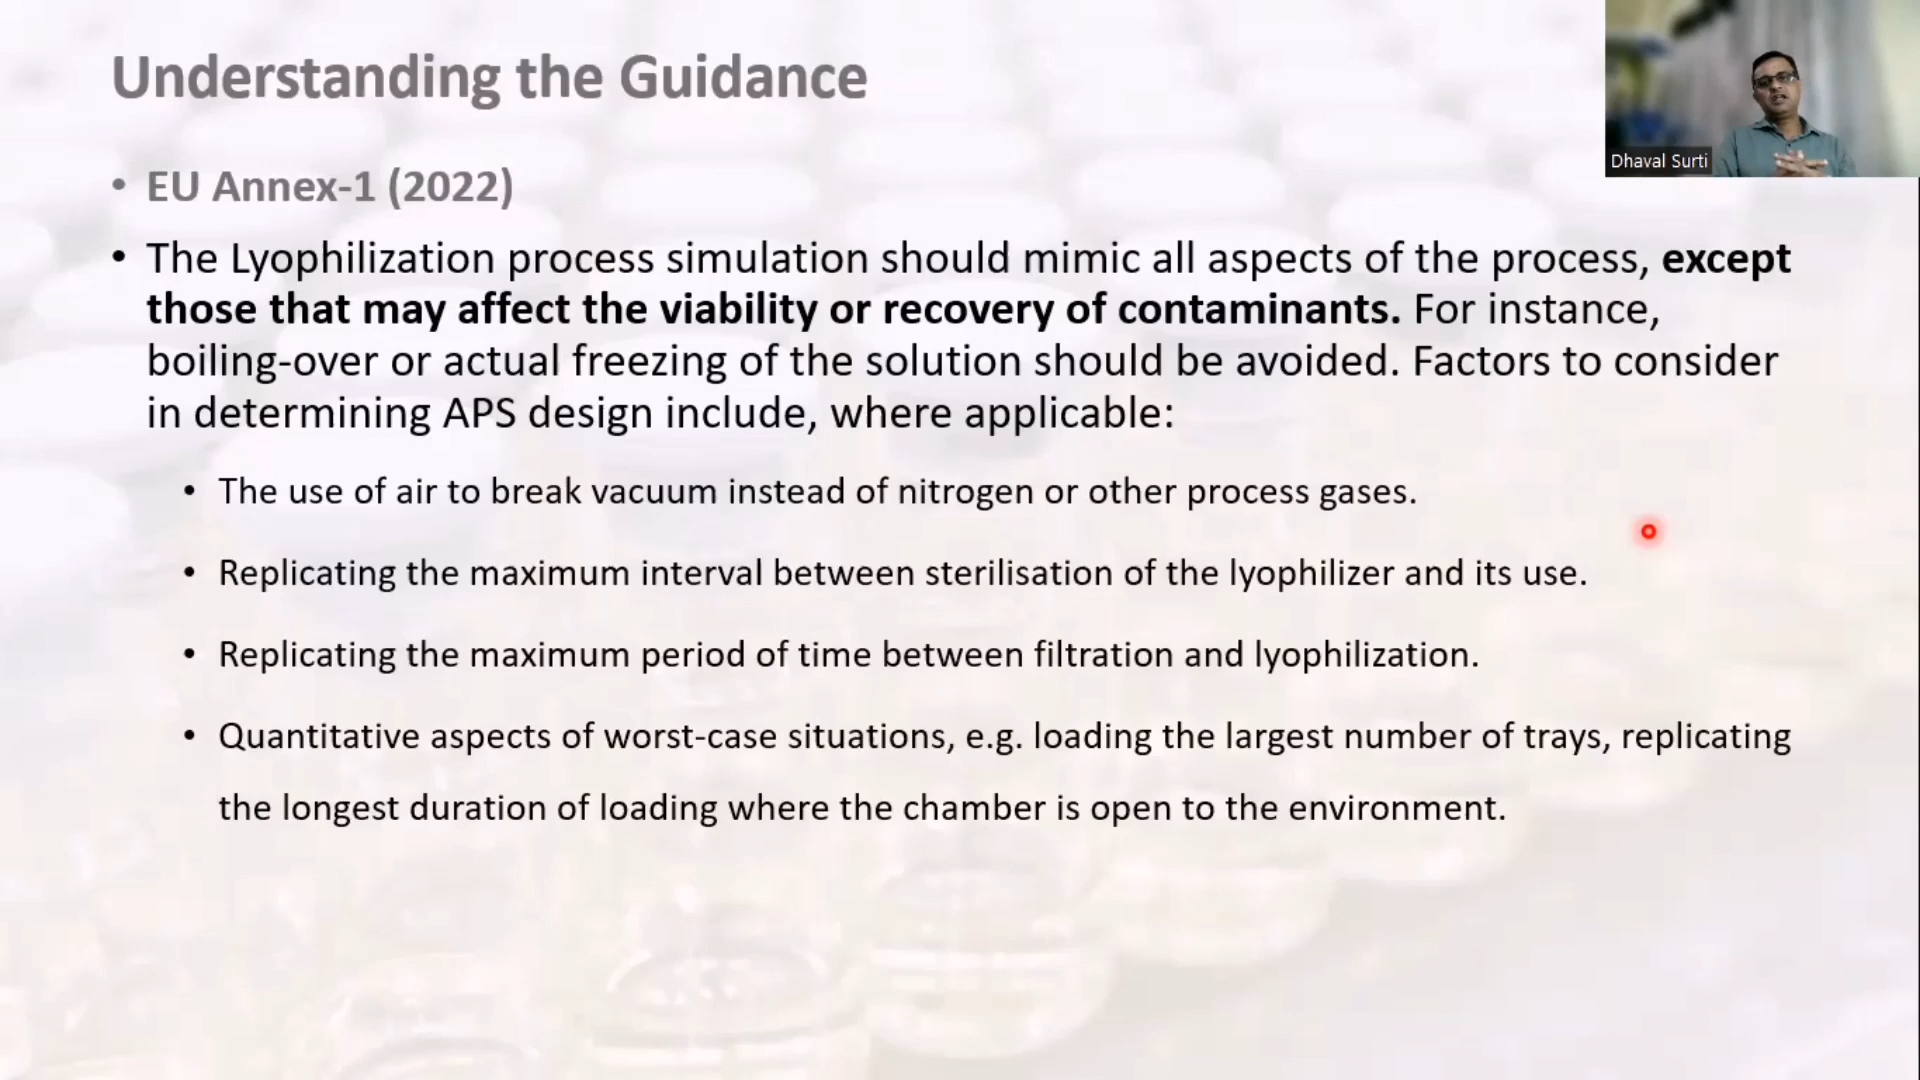 Understanding the Guidance
Dhaval Surti
• EU Annex-1 (2022)
• The Lyophilization process simulation should mimic all aspects of the process, except
those that may affect the viability or recovery of contaminants. For instance,
boiling-over or actual freezing of the solution should be avoided. Factors to consider
in determining APS design include, where applicable:
• The use of air to break vacuum instead of nitrogen or other process gases.
• Replicating the maximum interval between sterilisation of the lyophilizer and its use.
• Replicating the maximum period of time between filtration and lyophilization.
• Quantitative aspects of worst-case situations, e.g. loading the largest number of trays, replicating
the longest duration of loading where the chamber is open to the environment.